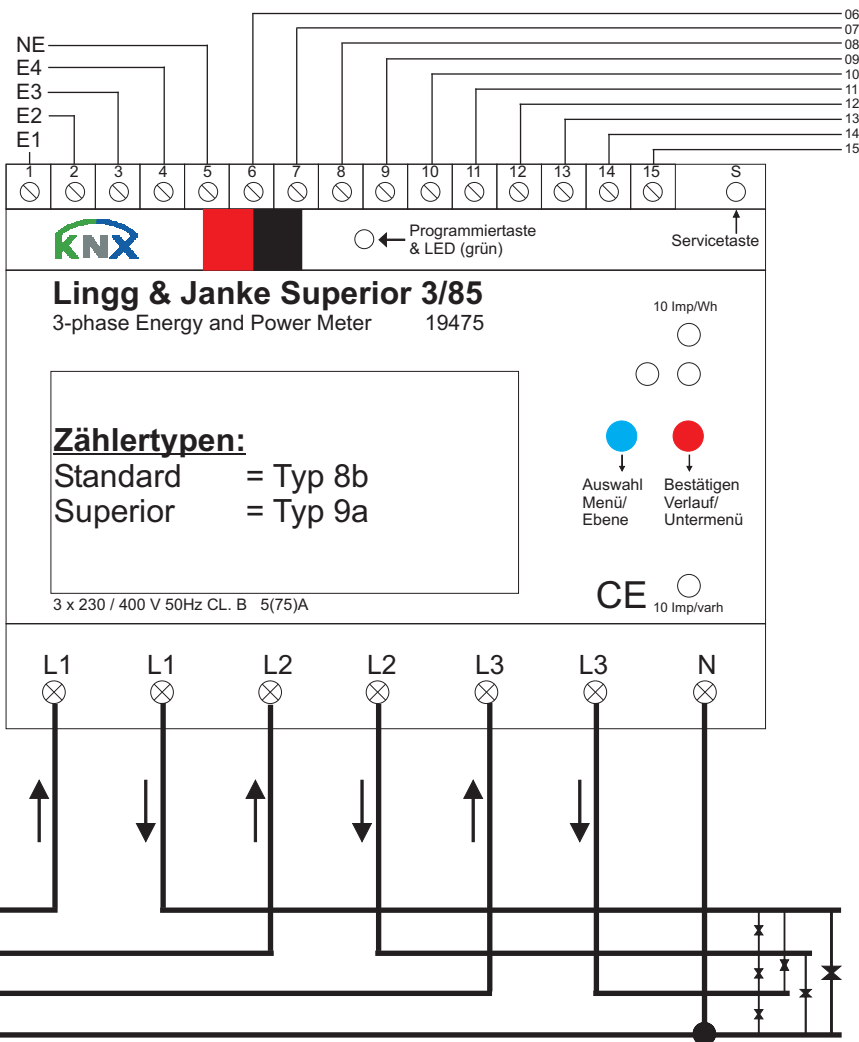 06
07
NE
08
E4
09
10
E3
11
12
E2
13
14
E1
15
1 2 3 4 5 6 7 8 9 10 11 12 13 14 15 S
KNX
Programmiertaste
& LED (grün)
Servicetaste
Lingg & Janke Superior 3/85
3-phase Energy and Power Meter 19475
10 Imp/Wh
Zählertypen:
Standard = Typ 8b
Superior = Typ 9a
Auswahl
Menü/
Ebene
Bestätigen
Verlauf/
Untermenü
3 x 230 / 400 V 50Hz CL. B 5(75)A
CE
10 Imp/varh
L1 L1 L2 L2 L3 L3 N